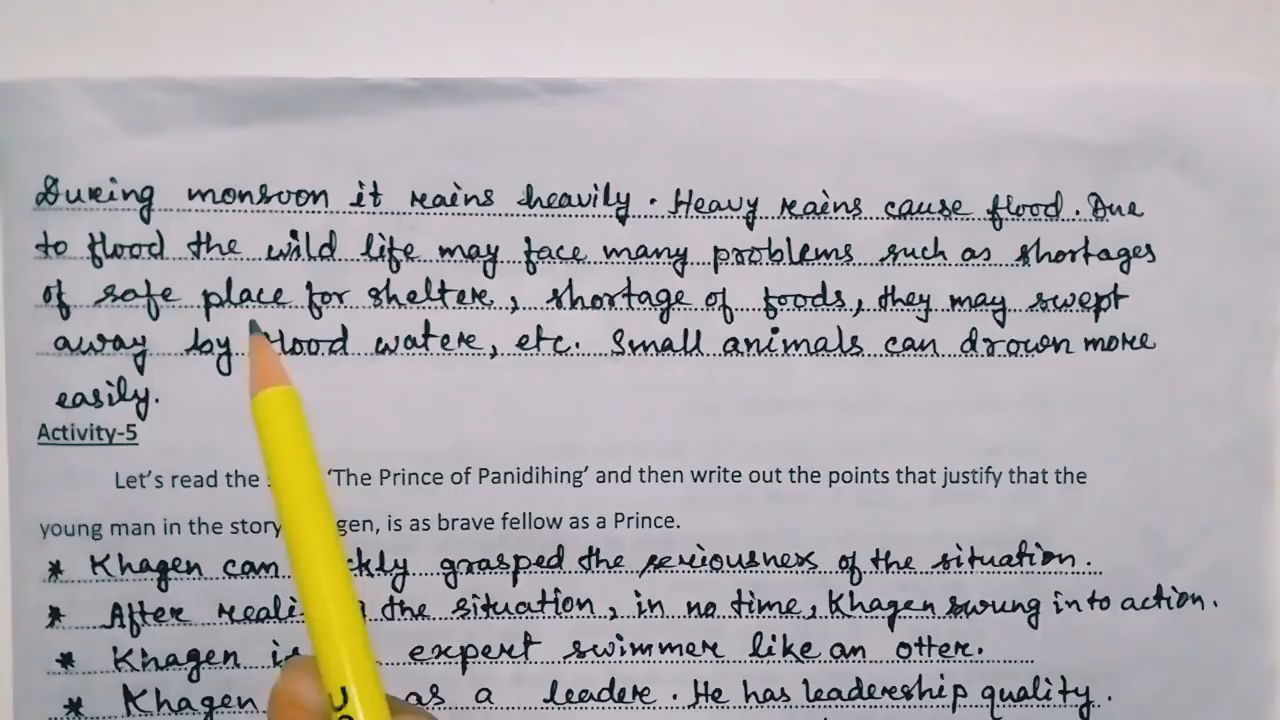 During monsoon it rains heavily. Heavy rains cause flood. Due
to flood the wild life may face many problems such as shortages
of safe place for shelter, shortage of foods, they may swept
away by flood water, etc. Small animals can drown more
easily.
Activity-5
Let's read the 'The Prince of Panidihing' and then write out the points that justify that the
young man in the story gen, is as brave fellow as a Prince.
* Khagen can ckly grasped the seriousness of the situation.
* After reali the situation, in no time, Khagen swung into action.
* Khagen is expert swimmer like an otter.
* Khagen as a leader. He has leadership quality.